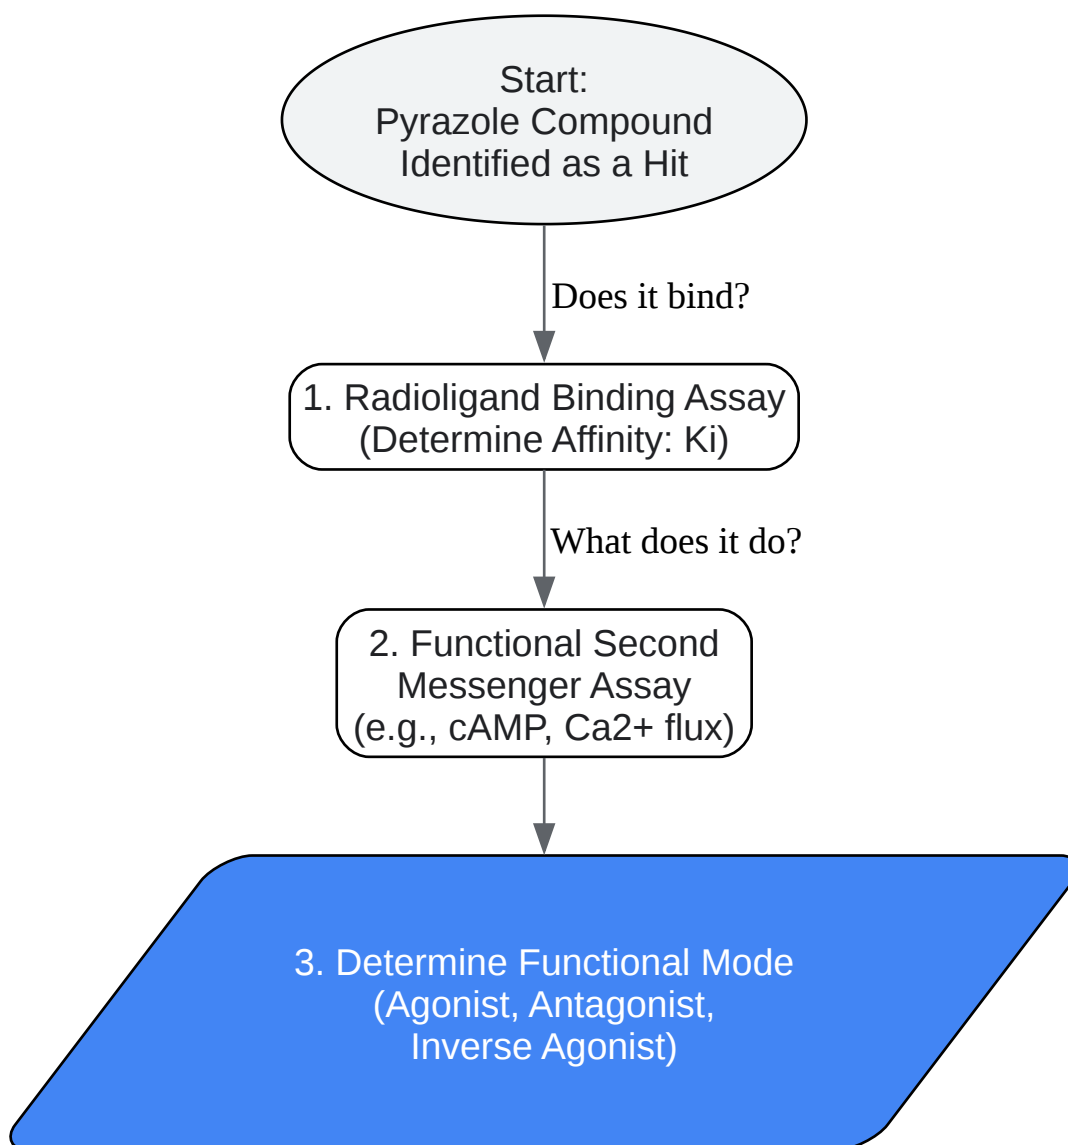 Start:
Pyrazole Compound
Identified as a Hit
Does it bind?
1. Radioligand Binding Assay
(Determine Affinity: Ki)
What does it do?
2. Functional Second
Messenger Assay
(e.g., cAMP, Ca2+ flux)
3. Determine Functional Mode
(Agonist, Antagonist,
Inverse Agonist)